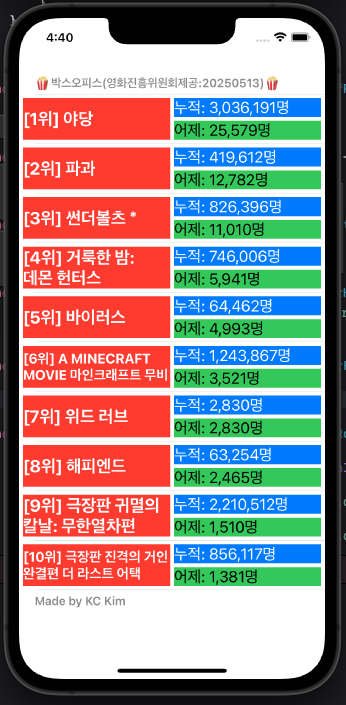 4:40
🍿박스오피스(영화진흥위원회제공:20250513)🍿
[1위] 야당
누적: 3,036,191명
어제: 25,579명
[2위] 파과
누적: 419,612명
어제: 12,782명
[3위] 썬더볼츠 *
누적: 826,396명
어제: 11,010명
[4위] 거룩한 밤:
데몬 헌터스
누적: 746,006명
어제: 5,941명
[5위] 바이러스
누적: 64,462명
어제: 4,993명
[6위] A MINECRAFT
MOVIE 마인크래프트 무비
누적: 1,243,867명
어제: 3,521명
[7위] 위드 러브
누적: 2,830명
어제: 2,830명
[8위] 해피엔드
누적: 63,254명
어제: 2,465명
[9위] 극장판 귀멸의
칼날: 무한열차편
누적: 2,210,512명
어제: 1,510명
[10위] 극장판 진격의 거인
완결편 더 라스트 어택
누적: 856,117명
어제: 1,381명
Made by KC Kim